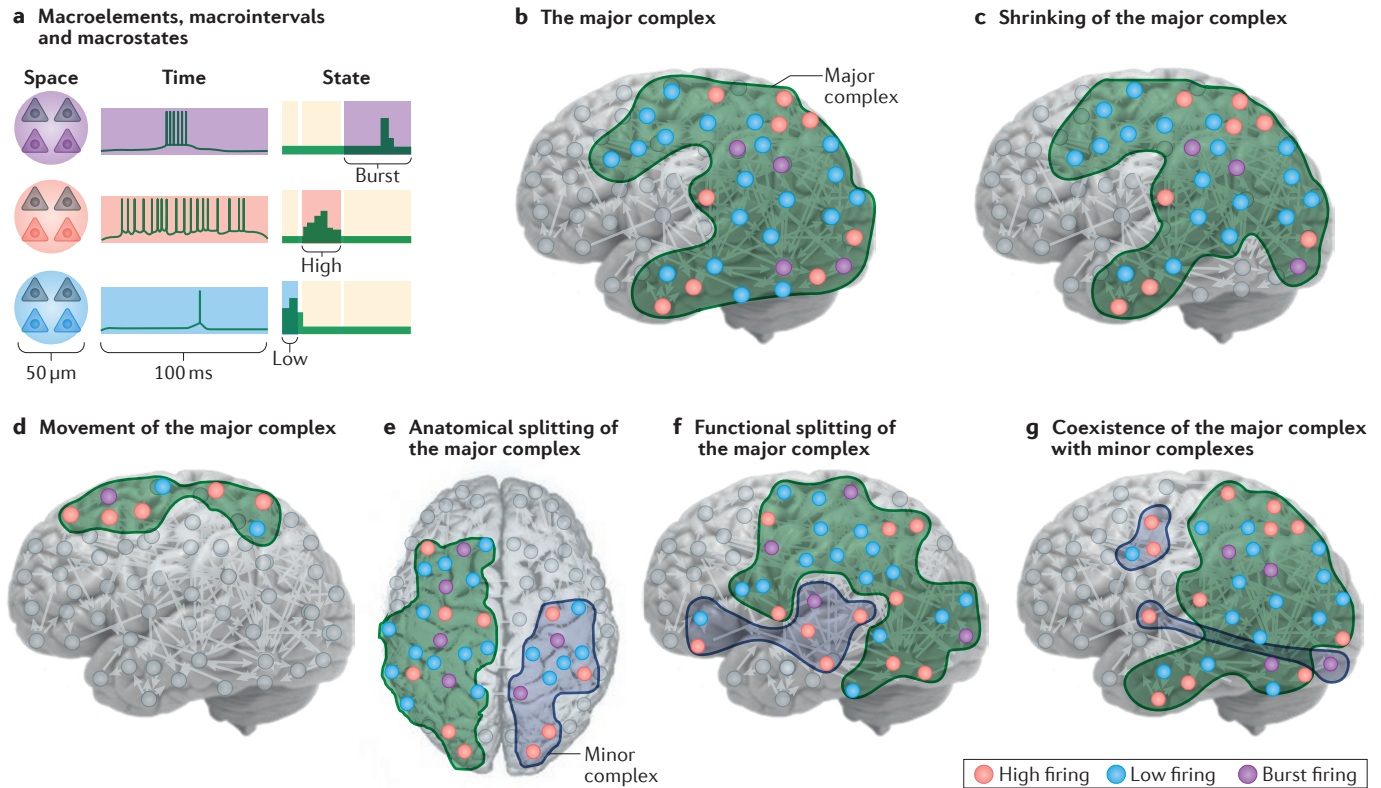 a Macroelements, macrointervals
and macrostates
Space
Time
State
Burst
High
Low
50 µm
100 ms
b The major complex
Major
complex
c Shrinking of the major complex
d Movement of the major complex
e Anatomical splitting of
the major complex
Minor
complex
f Functional splitting of
the major complex
g Coexistence of the major complex
with minor complexes
High firing
Low firing
Burst firing